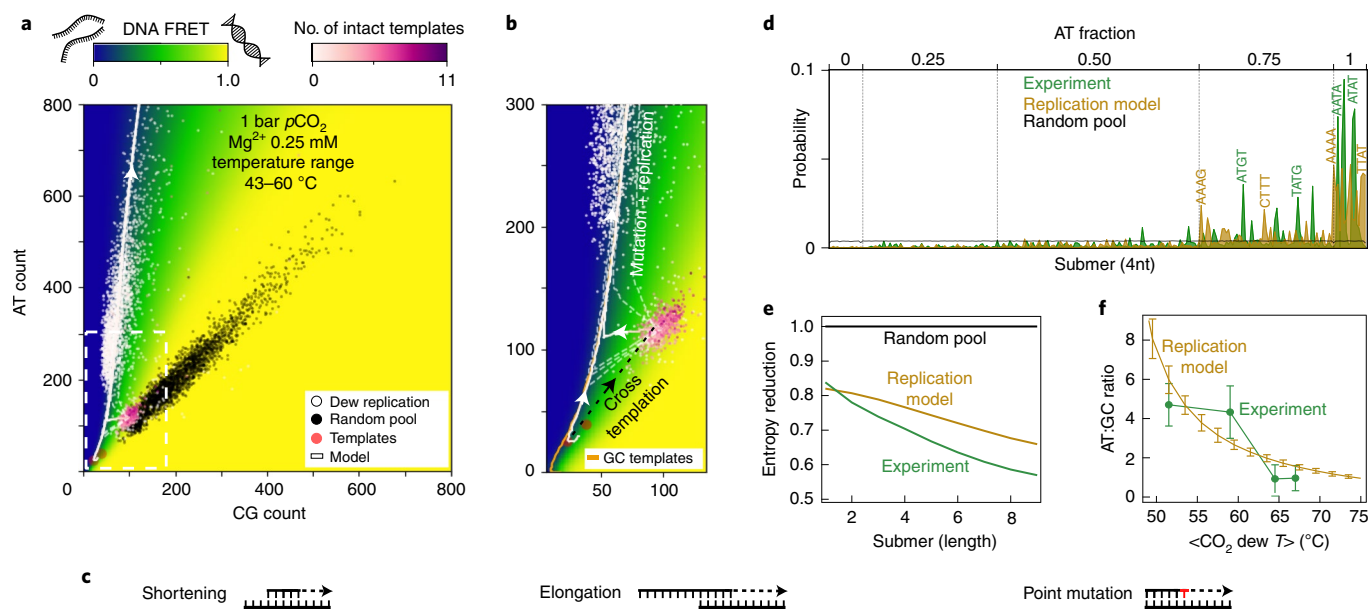 a
DNA FRET
0
1.0
No. of intact templates
0
11
AT count
800
600
400
200
0
200
400
600
800
CG count
1 bar pCO2
Mg2+ 0.25 mM
temperature range
43–60 °C
Dew replication
Random pool
Templates
Model
b
300
200
100
0
50
100
Mutation + replication
Cross
templation
GC templates
c
Shortening
Elongation
Point mutation
d
AT fraction
0
0.25
0.50
0.75
1
0.1
0
Probability
Experiment
Replication model
Random pool
AAAG
ATGT
CTTT
TATG
AAAA
AATA
ATAT
TTAT
Submer (4nt)
e
Entropy reduction
1.0
0.9
0.8
0.7
0.6
0.5
Random pool
Replication
model
Experiment
2
4
6
8
Submer (length)
f
AT:GC ratio
8
6
4
2
0
Replication
model
Experiment
50
55
60
65
70
75
<CO2 dew T> (°C)